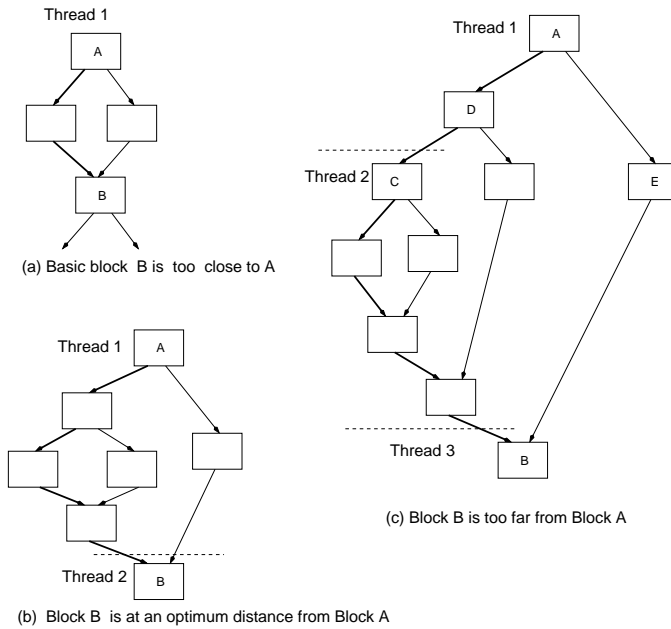 Thread 1
A
B
(a) Basic block B is too close to A
Thread 1
A
Thread 2
B
(b) Block B is at an optimum distance from Block A
Thread 1
A
D
Thread 2
C
E
Thread 3
B
(c) Block B is too far from Block A